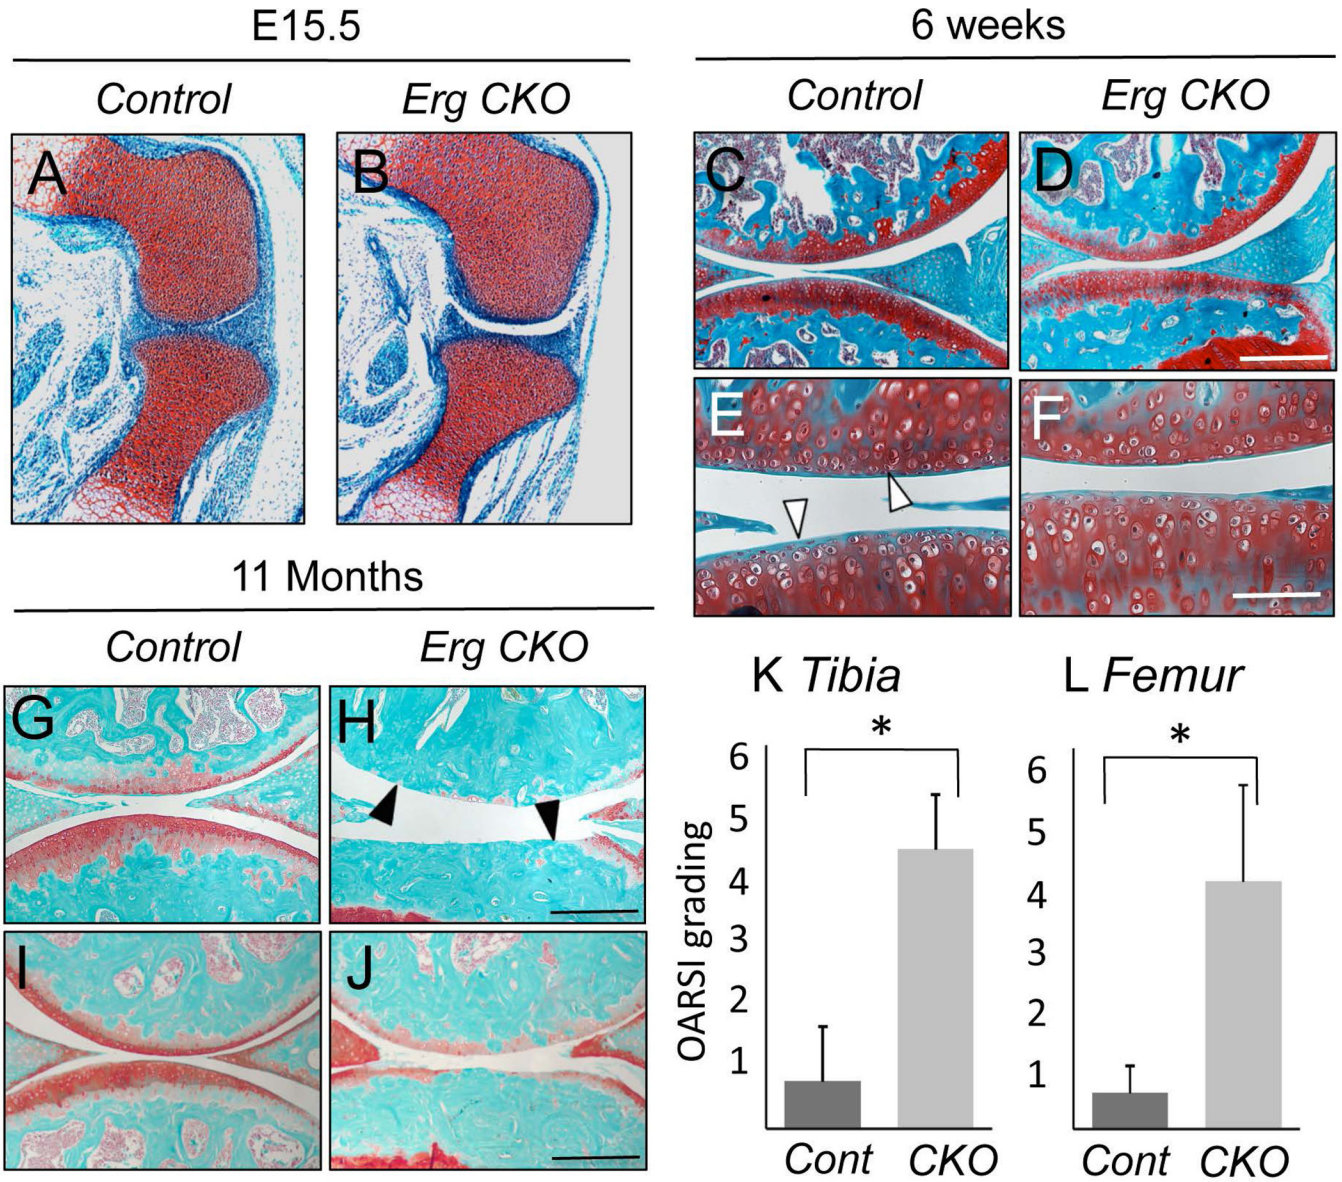 E15.5
Control
Erg CKO
A
B
6 weeks
Control
Erg CKO
C
D
E
F
11 Months
Control
Erg CKO
G
H
I
J
K Tibia
*
OARSI grading
6
5
4
3
2
1
Cont
CKO
L Femur
*
6
5
4
3
2
1
Cont
CKO